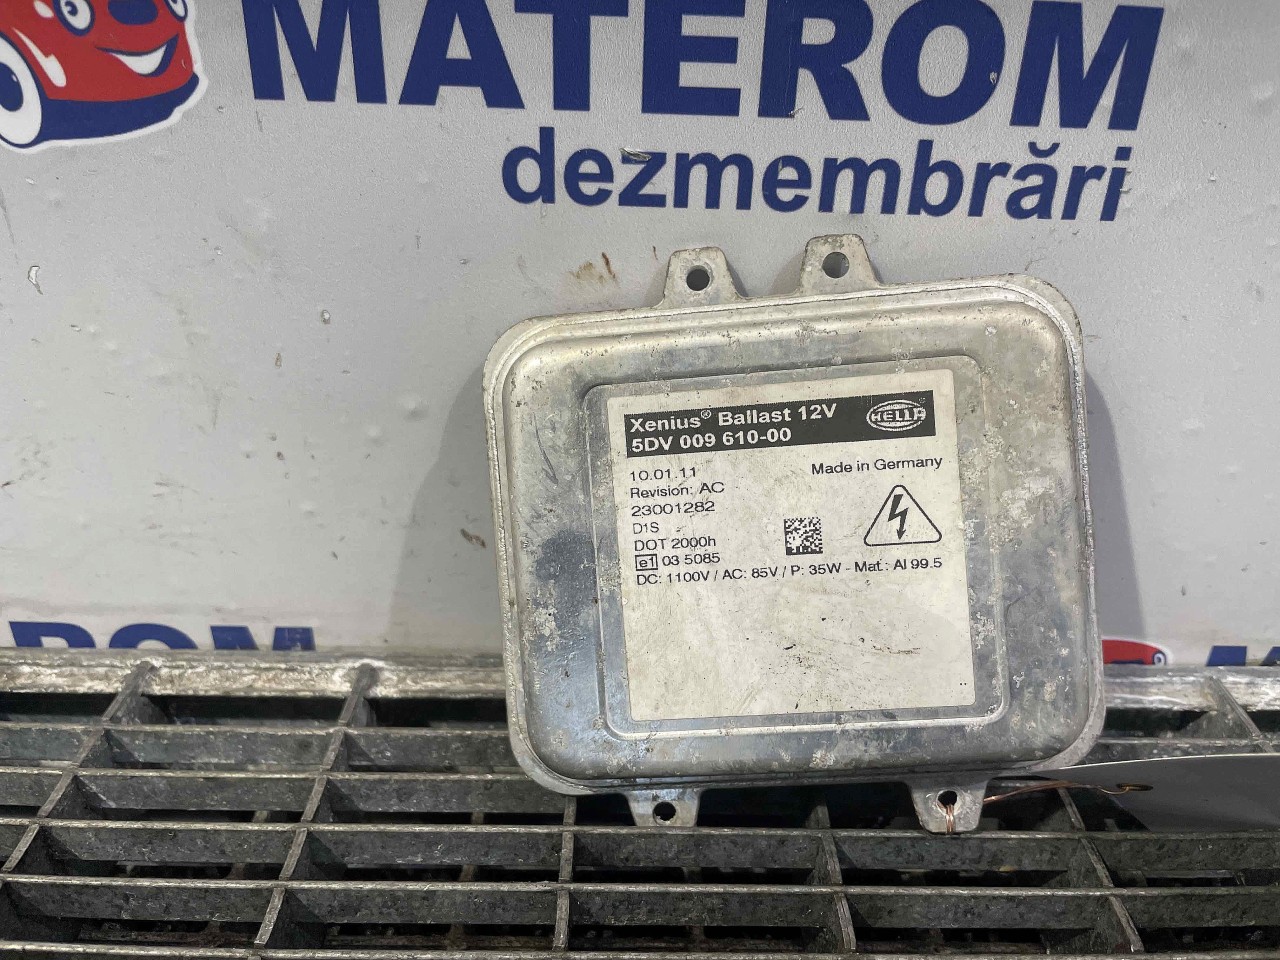 MATEROM
dezmembrări
Xenius® Ballast 12V
HELLA
5DV 009 610-00
10.01.11
Made in Germany
Revision: AC
23001282
D1S
DOT 2000h
e1 03 5085
DC: 1100V / AC: 85V / P: 35W - Mat.: Al 99.5
ROM
M